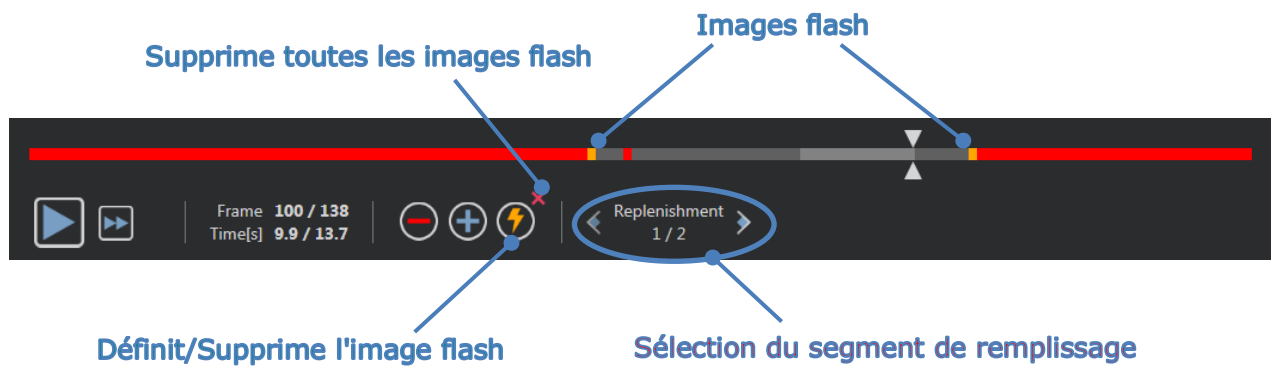 Images flash
Supprime toutes les images flash
Frame 100 / 138
Time[s] 9.9 / 13.7
Replenishment
1 / 2
Définit/Supprime l'image flash
Sélection du segment de remplissage